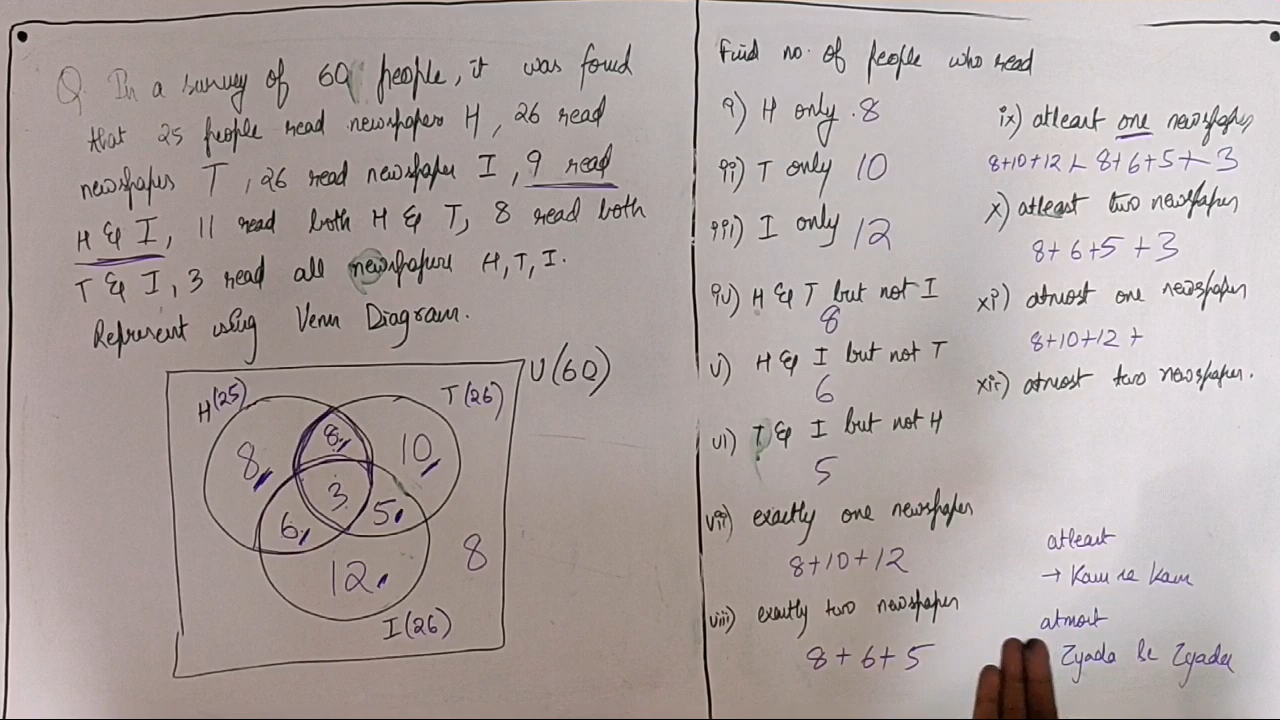 Q. In a survey of 60 people, it was found
that 25 people read newspapers H, 26 read
newspapers T, 26 read newspaper I, 9 read
H & I, 11 read both H & T, 8 read both
T & I, 3 read all newspapers H, T, I.
Represent using Venn Diagram.
U(60)
H(25)
T(26)
8
8
10
3
6
5
12
8
I(26)
Find no. of people who read
i) H only. 8
ii) T only 10
iii) I only 12
iv) H & T but not I
8
v) H & I but not T
6
vi) T & I but not H
5
vii) exactly one newspaper
8+10+12
viii) exactly two newspaper
8+6+5
ix) atleast one newspaper
8+10+12+8+6+5+3
x) atleast two newspaper
8+6+5+3
xi) atmost one newspaper
8+10+12+
xii) atmost two newspaper.
atleast
→ Kam se Kam
atmost
Zyada se Zyada